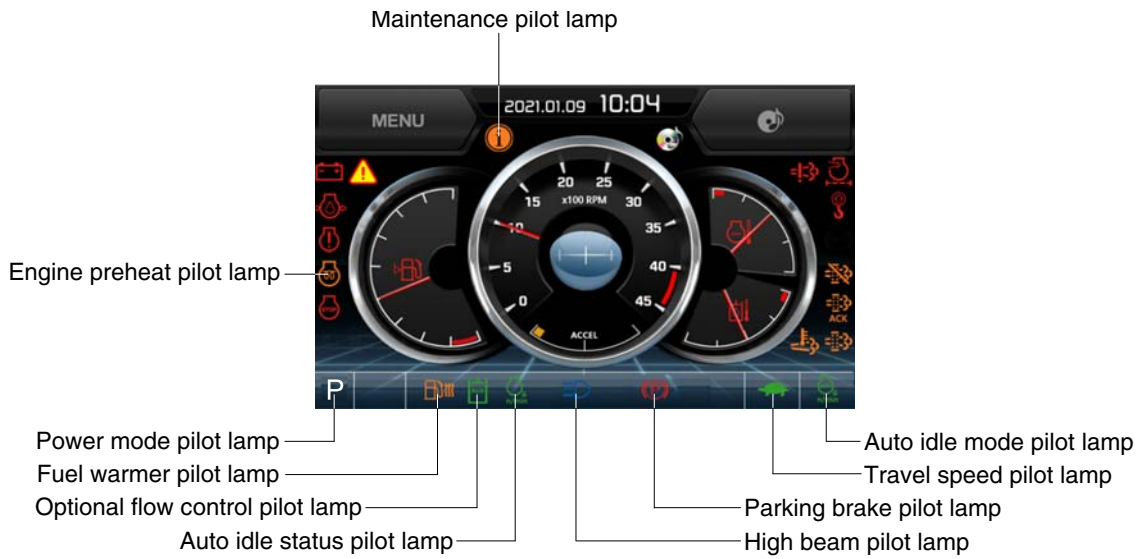 Maintenance pilot lamp
MENU
2021.01.09 10:04
20 25
15 x100 RPM 30
10 35
5 40
0 45
ACCEL
STOP
ACK
Engine preheat pilot lamp
P
(P)
Power mode pilot lamp
Fuel warmer pilot lamp
Optional flow control pilot lamp
Auto idle status pilot lamp
Auto idle mode pilot lamp
Travel speed pilot lamp
Parking brake pilot lamp
High beam pilot lamp